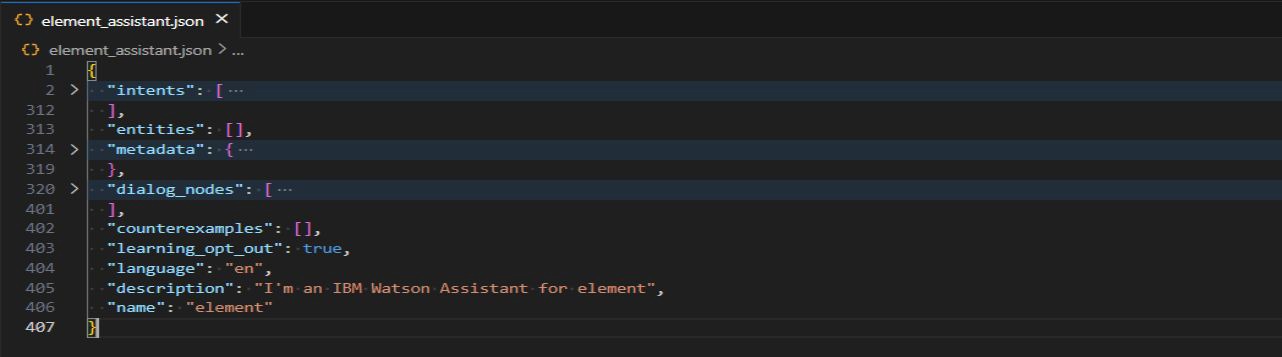 {} element_assistant.json ×
{} element_assistant.json > ...
1 {
2 > "intents": [ ···
312 ],
313 "entities": [],
314 > "metadata": { ···
319 },
320 > "dialog_nodes": [ ···
401 ],
402 "counterexamples": [],
403 "learning_opt_out": true,
404 "language": "en",
405 "description": "I'm an IBM Watson Assistant for element",
406 "name": "element"
407 }